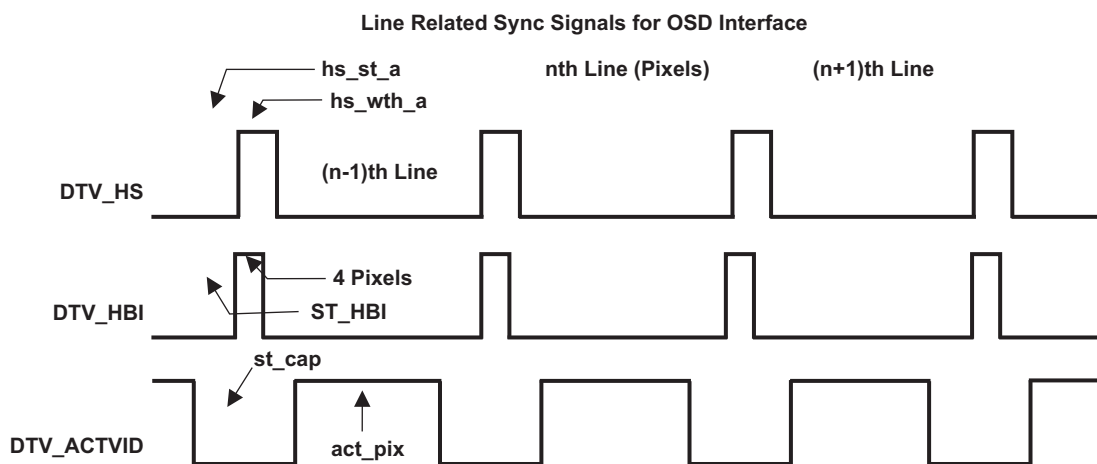 Line Related Sync Signals for OSD Interface
hs_st_a
nth Line (Pixels)
(n+1)th Line
hs_wth_a
(n-1)th Line
DTV_HS
4 Pixels
DTV_HBI
ST_HBI
st_cap
DTV_ACTVID
act_pix